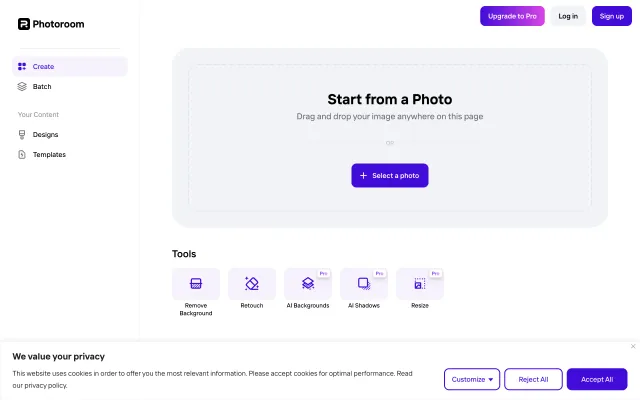 Photoroom
Upgrade to Pro
Log in
Sign up
Create
Batch
Your Content
Designs
Templates
Start from a Photo
Drag and drop your image anywhere on this page
OR
Select a photo
Tools
Pro
Pro
Pro
Remove
Background
Retouch
AI Backgrounds
AI Shadows
Resize
We value your privacy
This website uses cookies in order to offer you the most relevant information. Please accept cookies for optimal performance. Read
our privacy policy.
Customize
Reject All
Accept All